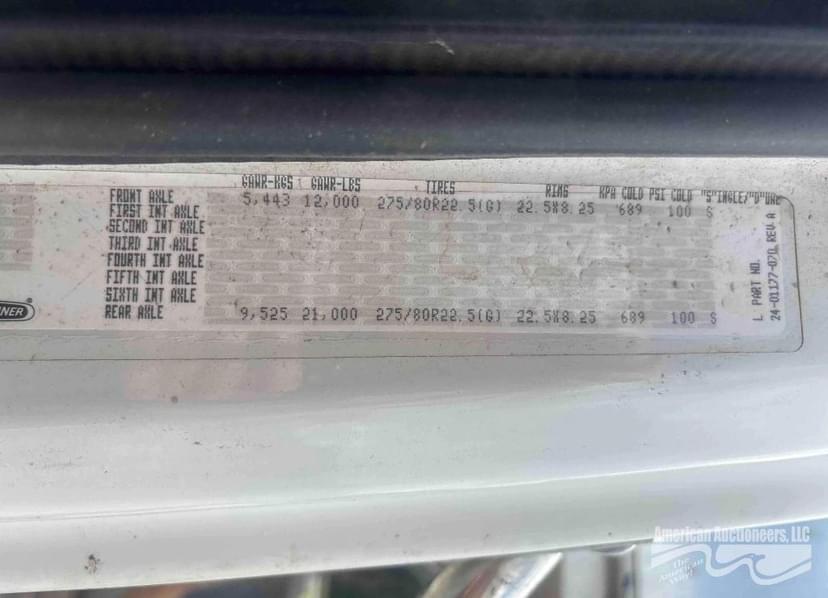 GAWR-KGS GAWR-LBS TIRES RIMS KPA COLD PSI COLD "S"INGLE/"D"UAL
FRONT AXLE 5,443 12,000 275/80R22.5(G) 22.5X8.25 689 100 S
FIRST INT AXLE
SECOND INT AXLE
THIRD INT AXLE
FOURTH INT AXLE
FIFTH INT AXLE
SIXTH INT AXLE
REAR AXLE 9,525 21,000 275/80R22.5(G) 22.5X8.25 689 100 S
L PART NO.
24-01177-070 REV A
American Auctioneers, LLC
The American Way!